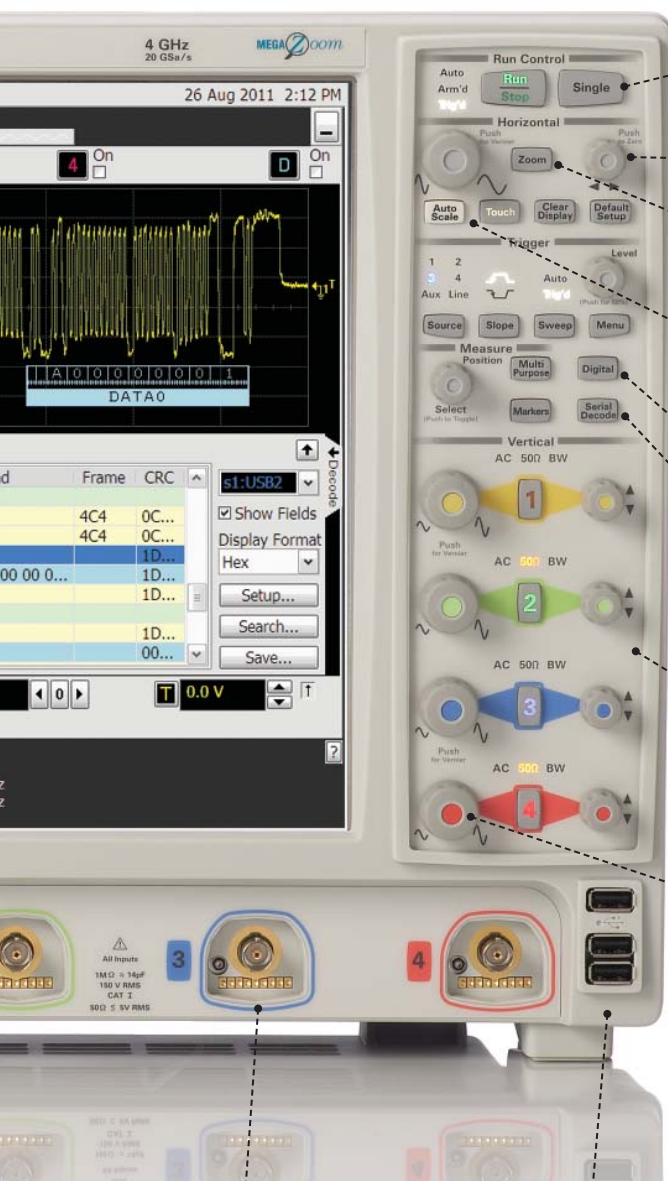 4 GHz
20 GSa/s
MEGA Zoom
26 Aug 2011 2:12 PM
4
On
D
On
T
A 0 0 0 0 0 0 0 1
DATA0
Decode
d
Frame
CRC
4C4
0C...
4C4
0C...
1D...
00 00 0...
1D...
1D...
1D...
00...
s1:USB2
Show Fields
Display Format
Hex
Setup...
Search...
Save...
0
T
0.0 V
?
z
z
Run Control
Auto
Arm'd
Trig'd
Run
Stop
Single
Horizontal
Push
for Vernier
Zoom
Push
to Zero
Auto
Scale
Touch
Clear
Display
Default
Setup
Trigger
Level
1 2
3 4
Aux Line
Auto
Trig'd
Source
Slope
Sweep
Menu
Measure
Position
Multi
Purpose
Digital
Select
(Push to Toggle)
Markers
Serial
Decode
Vertical
AC 50Ω BW
1
Push
for Vernier
AC 50Ω BW
2
AC 50Ω BW
3
Push
for Vernier
AC 50Ω BW
4
All Inputs
1MΩ ≈ 14pF
150 V RMS
CAT I
50Ω ≤ 5V RMS
3
4